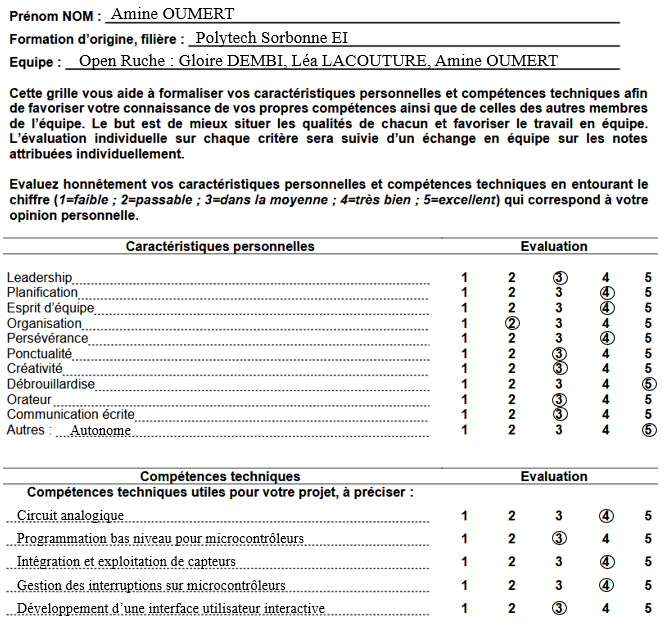 Prénom NOM : Amine OUMERT
Formation d'origine, filière : Polytech Sorbonne EI
Equipe : Open Ruche : Gloire DEMBI, Léa LACOUTURE, Amine OUMERT
Cette grille vous aide à formaliser vos caractéristiques personnelles et compétences techniques afin
de favoriser votre connaissance de vos propres compétences ainsi que de celles des autres membres
de l'équipe. Le but est de mieux situer les qualités de chacun et favoriser le travail en équipe.
L'évaluation individuelle sur chaque critère sera suivie d'un échange en équipe sur les notes
attribuées individuellement.
Evaluez honnêtement vos caractéristiques personnelles et compétences techniques en entourant le
chiffre (1=faible ; 2=passable ; 3=dans la moyenne ; 4=très bien ; 5=excellent) qui correspond à votre
opinion personnelle.
Caractéristiques personnelles Evaluation
Leadership 1 2 3 4 5
Planification 1 2 3 4 5
Esprit d'équipe 1 2 3 4 5
Organisation 1 2 3 4 5
Persévérance 1 2 3 4 5
Ponctualité 1 2 3 4 5
Créativité 1 2 3 4 5
Débrouillardise 1 2 3 4 5
Orateur 1 2 3 4 5
Communication écrite 1 2 3 4 5
Autres : Autonome 1 2 3 4 5
Compétences techniques Evaluation
Compétences techniques utiles pour votre projet, à préciser :
Circuit analogique 1 2 3 4 5
Programmation bas niveau pour microcontrôleurs 1 2 3 4 5
Intégration et exploitation de capteurs 1 2 3 4 5
Gestion des interruptions sur microcontrôleurs 1 2 3 4 5
Développement d'une interface utilisateur interactive 1 2 3 4 5